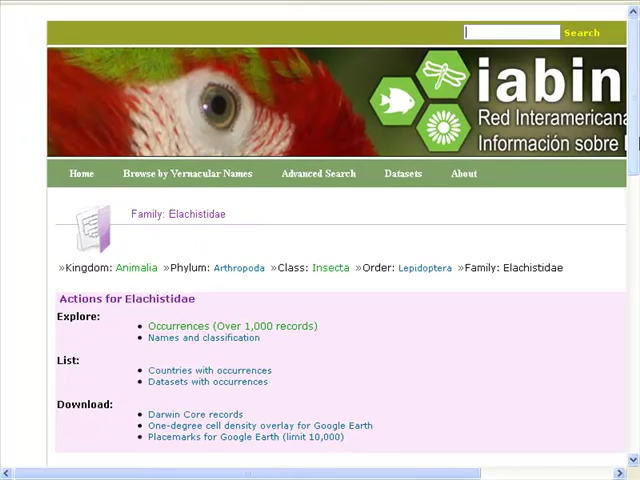 Search
iabin
Red Interamericana
Información sobre
Home Browse by Vernacular Names Advanced Search Datasets About
Family: Elachistidae
»Kingdom: Animalia »Phylum: Arthropoda »Class: Insecta »Order: Lepidoptera »Family: Elachistidae
Actions for Elachistidae
Explore:
• Occurrences (Over 1,000 records)
• Names and classification
List:
• Countries with occurrences
• Datasets with occurrences
Download:
• Darwin Core records
• One-degree cell density overlay for Google Earth
• Placemarks for Google Earth (limit 10,000)